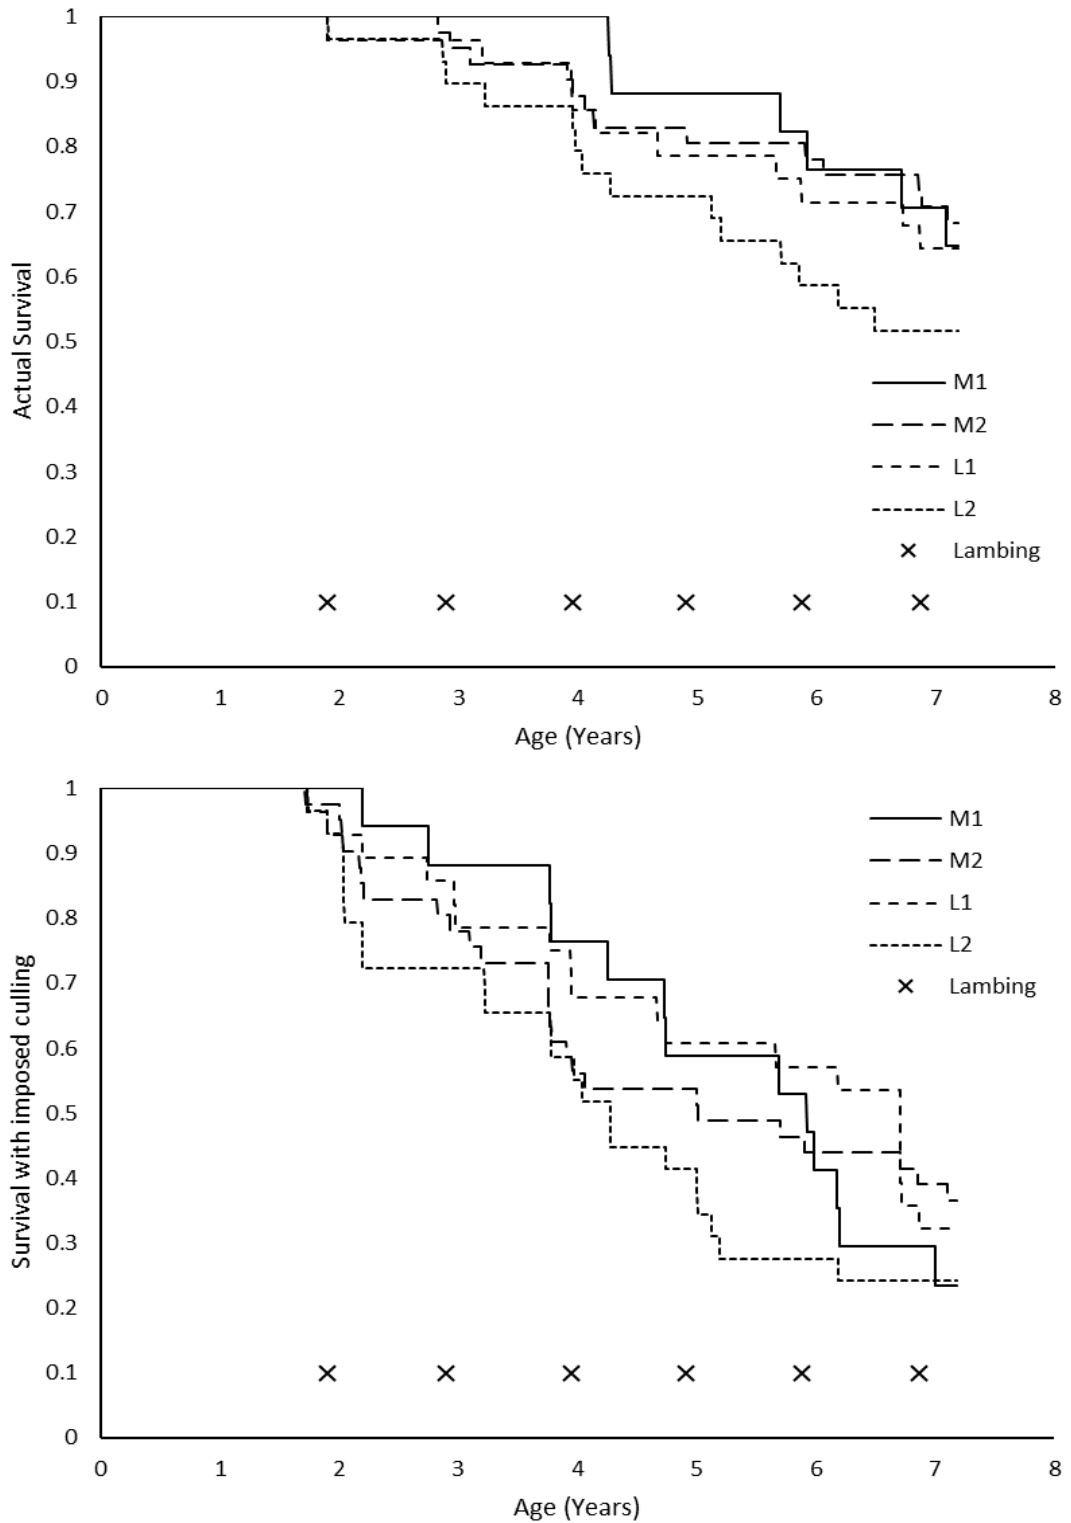 1
0.9
0.8
0.7
0.6
0.5
0.4
0.3
0.2
0.1
0
Actual Survival
M1
M2
L1
L2
Lambing
0 1 2 3 4 5 6 7 8
Age (Years)
1
0.9
0.8
0.7
0.6
0.5
0.4
0.3
0.2
0.1
0
Survival with imposed culling
M1
M2
L1
L2
Lambing
0 1 2 3 4 5 6 7 8
Age (Years)